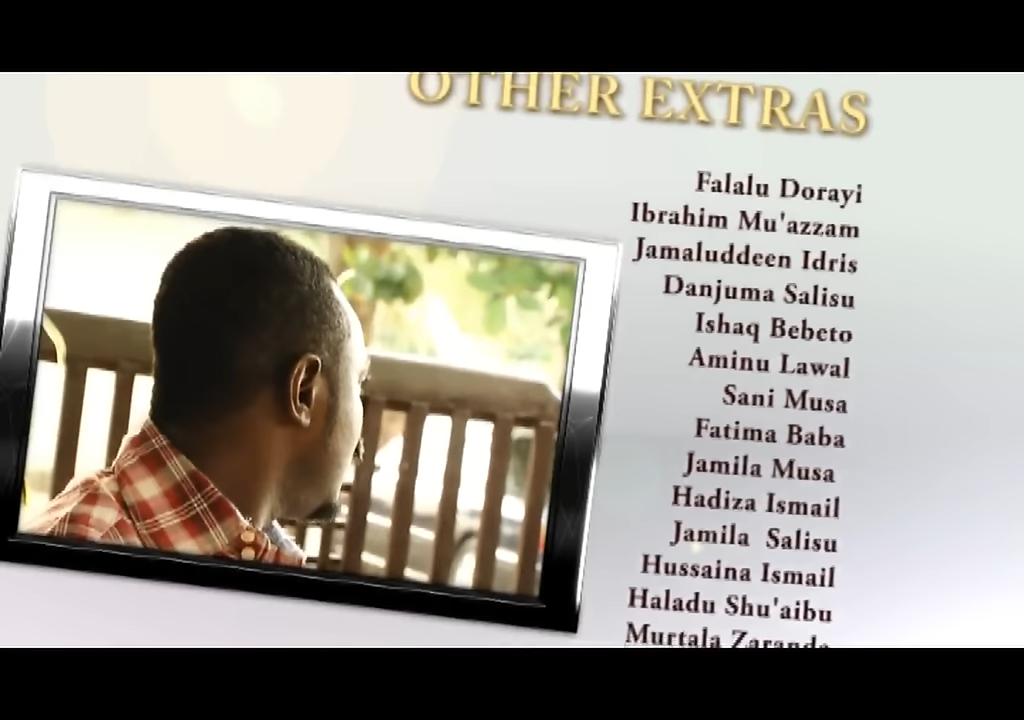 OTHER EXTRAS
Falalu Dorayi
Ibrahim Mu'azzam
Jamaluddeen Idris
Danjuma Salisu
Ishaq Bebeto
Aminu Lawal
Sani Musa
Fatima Baba
Jamila Musa
Hadiza Ismail
Jamila Salisu
Hussaina Ismail
Haladu Shu'aibu
Murtala